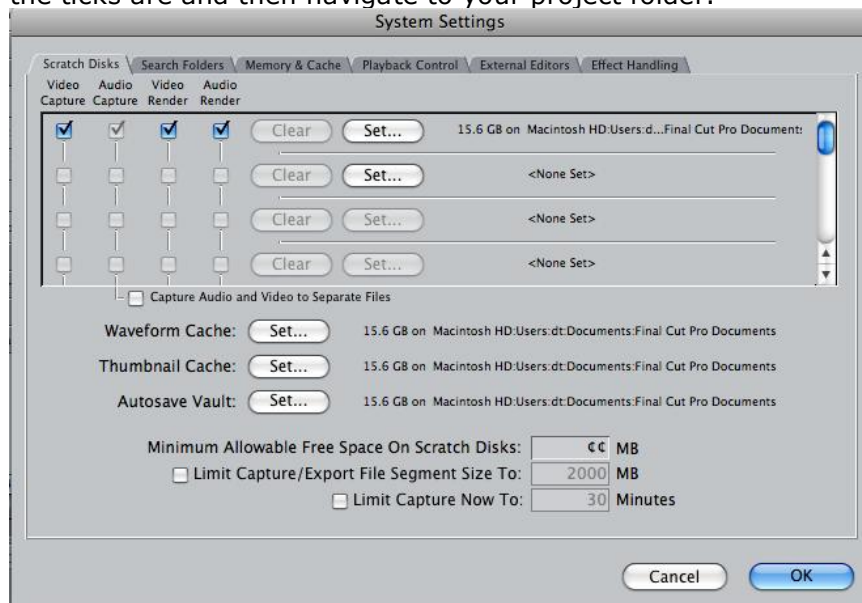 the ticks are and then navigate to your project folder.
System Settings
Scratch Disks Search Folders Memory & Cache Playback Control External Editors Effect Handling
Video Audio Video Audio
Capture Capture Render Render
Clear Set... 15.6 GB on Macintosh HD:Users:d...Final Cut Pro Documents
Clear Set... <None Set>
Clear Set... <None Set>
Clear Set... <None Set>
Capture Audio and Video to Separate Files
Waveform Cache: Set... 15.6 GB on Macintosh HD:Users:dt:Documents:Final Cut Pro Documents
Thumbnail Cache: Set... 15.6 GB on Macintosh HD:Users:dt:Documents:Final Cut Pro Documents
Autosave Vault: Set... 15.6 GB on Macintosh HD:Users:dt:Documents:Final Cut Pro Documents
Minimum Allowable Free Space On Scratch Disks: ¢¢ MB
Limit Capture/Export File Segment Size To: 2000 MB
Limit Capture Now To: 30 Minutes
Cancel OK